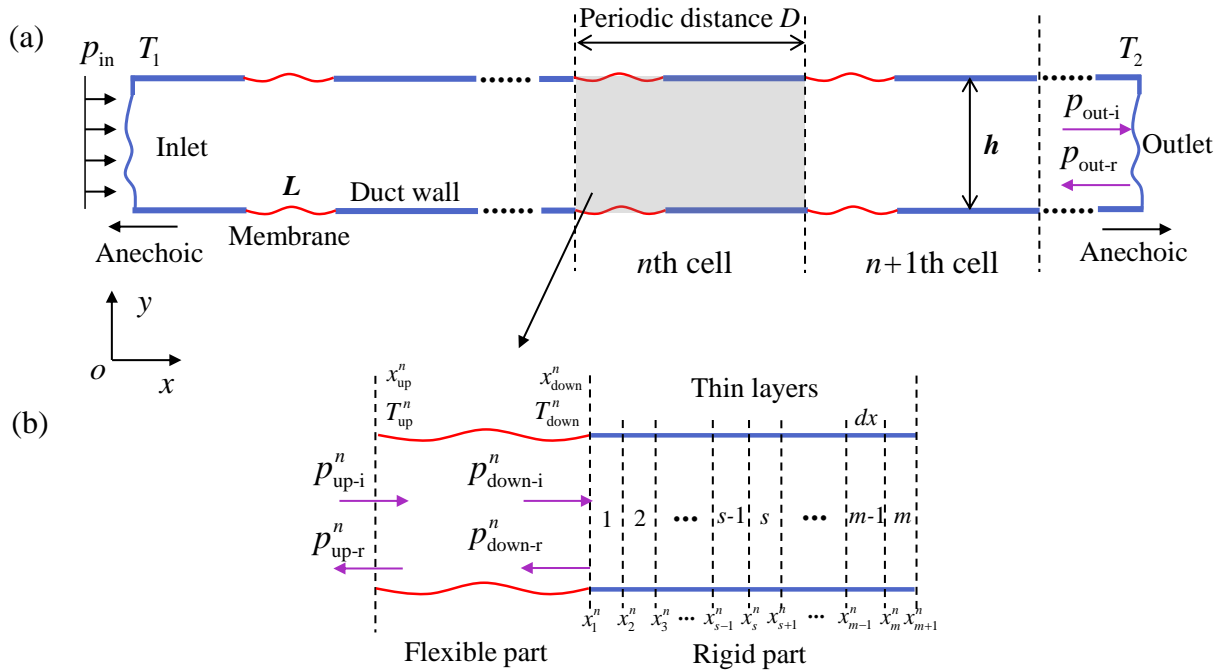 (a)
Periodic distance D
p_in
T_1
T_2
p_out-i
Inlet
h
Outlet
p_out-r
L
Duct wall
Membrane
Anechoic
nth cell
n+1th cell
Anechoic
y
o
x
(b)
x^n_up
x^n_down
Thin layers
T^n_up
T^n_down
dx
p^n_up-i
p^n_down-i
1 2 ••• s-1 s ••• m-1 m
p^n_up-r
p^n_down-r
x^n_1 x^n_2 x^n_3 ••• x^n_s-1 x^n_s x^n_s+1 ••• x^n_m-1 x^n_m x^n_m+1
Flexible part
Rigid part